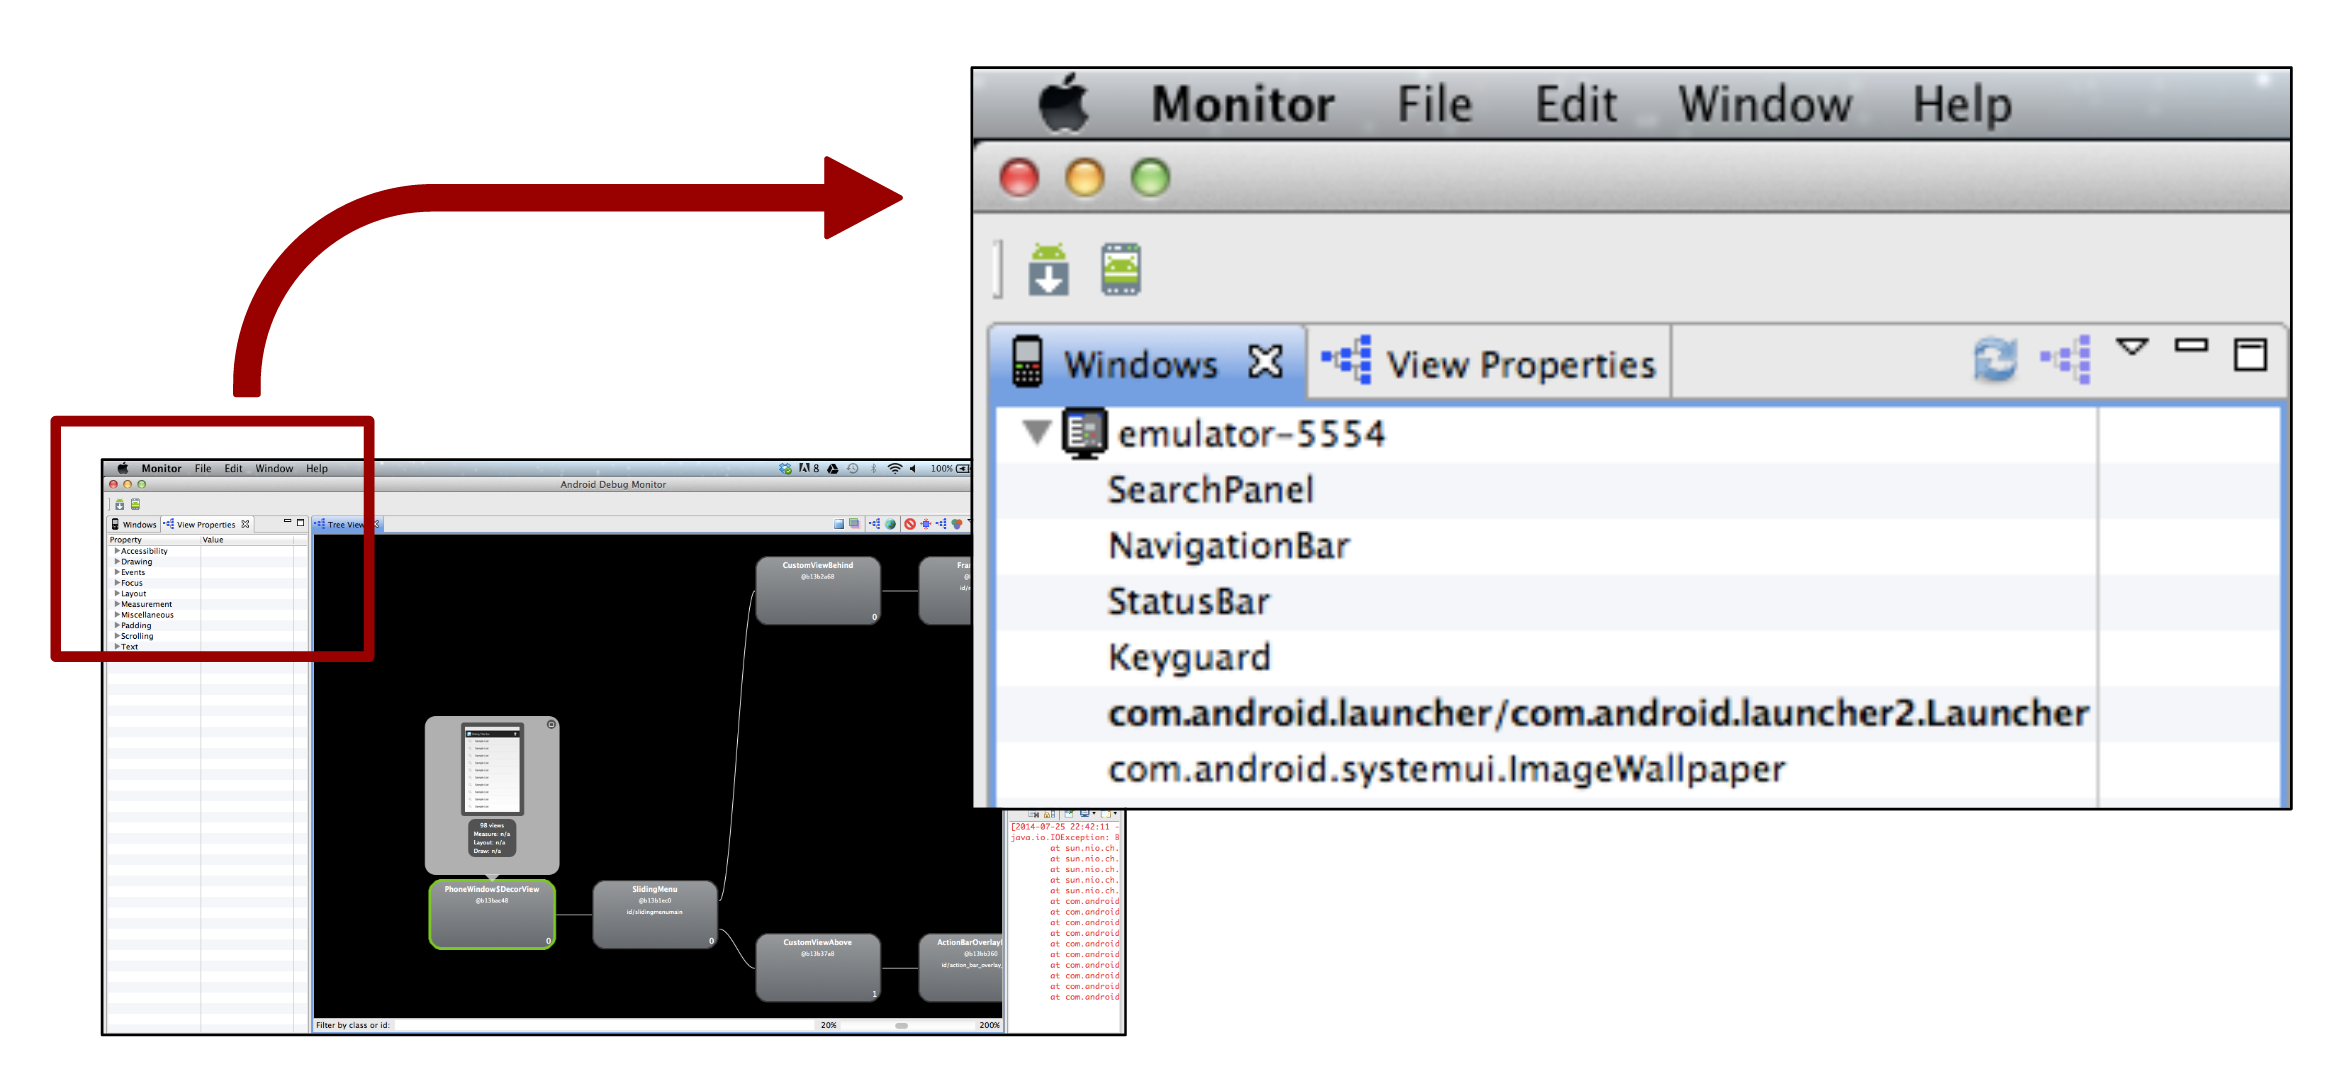 Monitor File Edit Window Help
Windows View Properties
emulator-5554
SearchPanel
NavigationBar
StatusBar
Keyguard
com.android.launcher/com.android.launcher2.Launcher
com.android.systemui.ImageWallpaper
Monitor File Edit Window Help
8 100%
Android Debug Monitor
Windows View Properties
Tree View
Property Value
Accessibility
Drawing
Events
Focus
Layout
Measurement
Miscellaneous
Padding
Scrolling
Text
CustomViewBehind
@b13b2a68
0
Fra
98 views
Measure: n/a
Layout: n/a
Draw: n/a
PhoneWindow$DecorView
@b13bac48
0
SlidingMenu
@b13b1ec0
id/slidingmenumain
0
CustomViewAbove
@b13b37a8
1
ActionBarOverlay
@b13bb360
id/action_bar_overlay
Filter by class or id:
20% 200%
[2014-07-25 22:42:11 -
java.io.IOException: B
at sun.nio.ch.
at sun.nio.ch.
at sun.nio.ch.
at sun.nio.ch.
at sun.nio.ch.
at com.android
at com.android
at com.android
at com.android
at com.android
at com.android
at com.android
at com.android
at com.android
at com.android